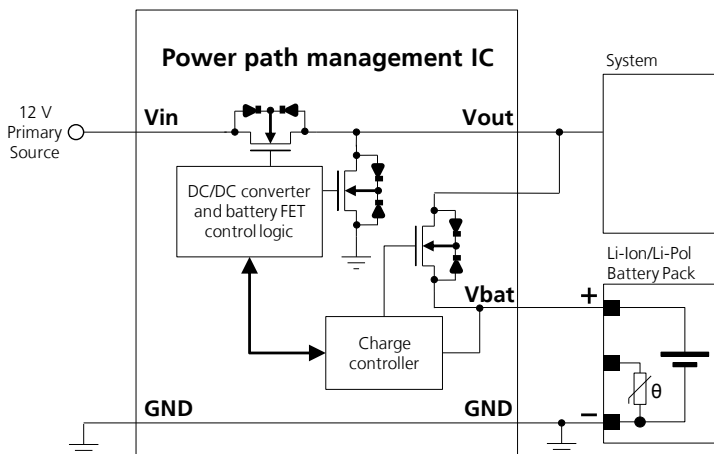 Power path management IC
System
12 V
Primary
Source
Vin
Vout
DC/DC converter
and battery FET
control logic
Li-Ion/Li-Pol
Battery Pack
Vbat
+
Charge
controller
θ
GND
GND
–